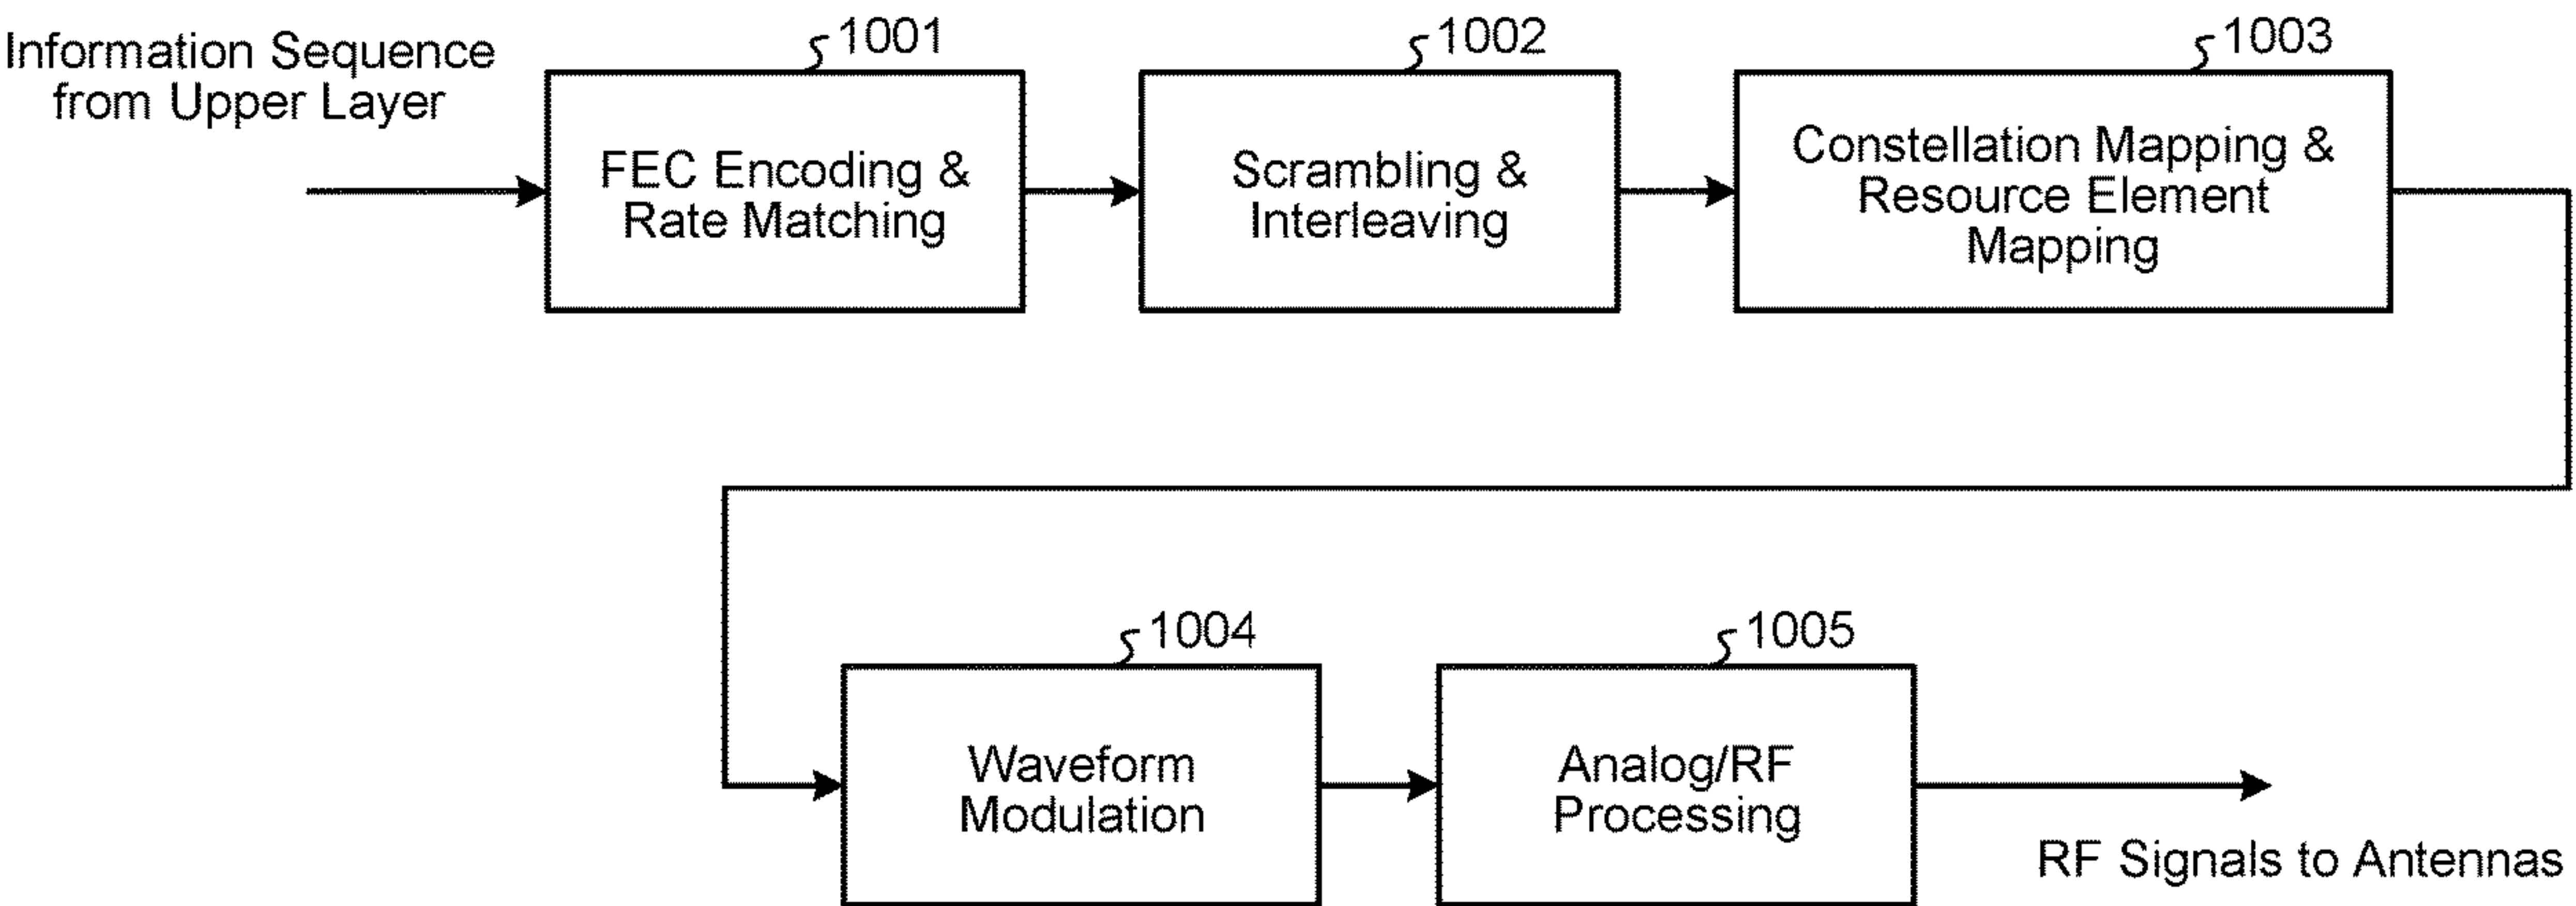 Information Sequence
from Upper Layer
1001
FEC Encoding &
Rate Matching
1002
Scrambling &
Interleaving
1003
Constellation Mapping &
Resource Element
Mapping
1004
Waveform
Modulation
1005
Analog/RF
Processing
RF Signals to Antennas